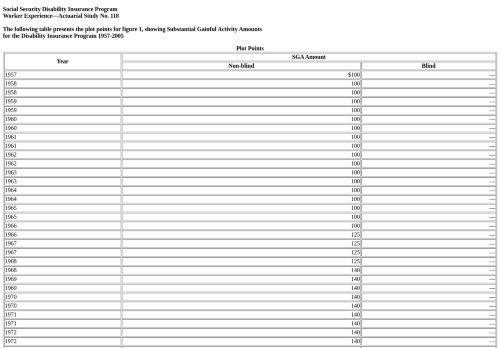 Social Security Disability Insurance Program
Worker Experience—Actuarial Study No. 118
The following table presents the plot points for figure 1, showing Substantial Gainful Activity Amounts
for the Disability Insurance Program 1957-2005
Plot Points
Year SGA Amount
Non-blind Blind
1957 $100 ---
1958 100 ---
1958 100 ---
1959 100 ---
1959 100 ---
1960 100 ---
1960 100 ---
1961 100 ---
1961 100 ---
1962 100 ---
1962 100 ---
1963 100 ---
1963 100 ---
1964 100 ---
1964 100 ---
1965 100 ---
1965 100 ---
1966 100 ---
1966 125 ---
1967 125 ---
1967 125 ---
1968 125 ---
1968 140 ---
1969 140 ---
1969 140 ---
1970 140 ---
1970 140 ---
1971 140 ---
1971 140 ---
1972 140 ---
1972 140 ---